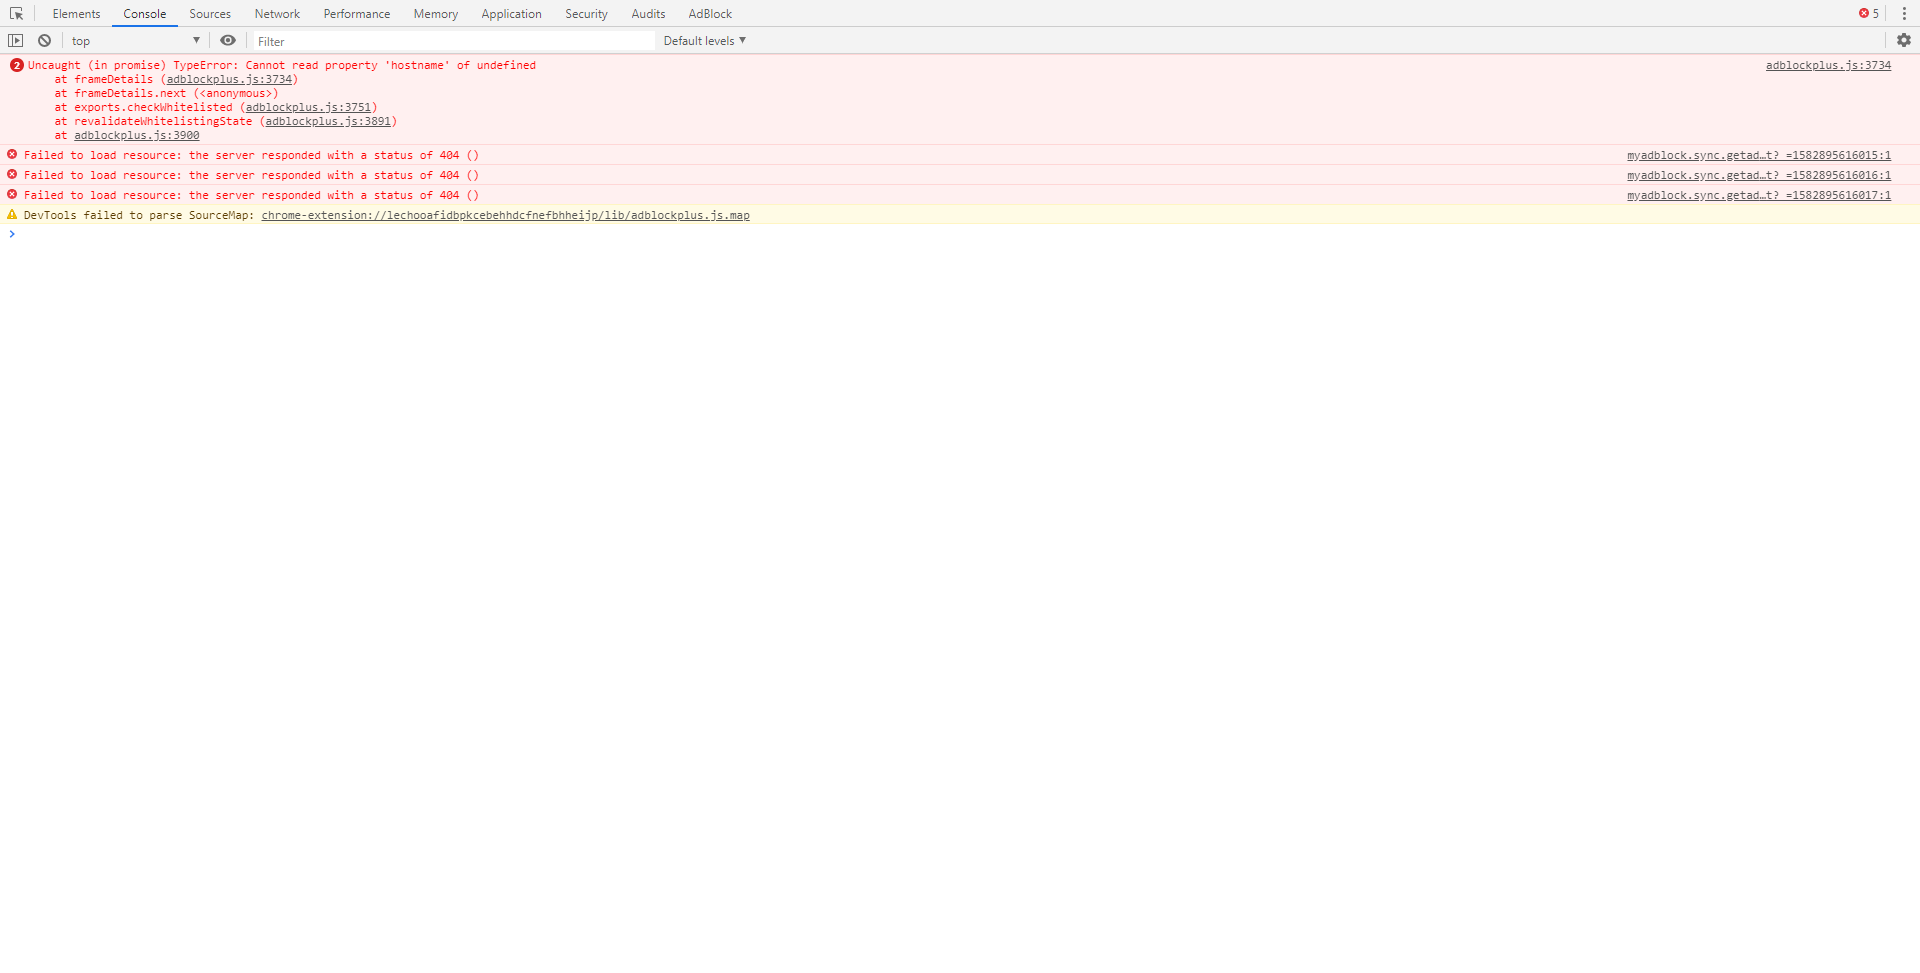 Elements Console Sources Network Performance Memory Application Security Audits AdBlock 5
top Filter Default levels
2 Uncaught (in promise) TypeError: Cannot read property 'hostname' of undefined adblockplus.js:3734
at frameDetails (adblockplus.js:3734)
at frameDetails.next (<anonymous>)
at exports.checkWhitelisted (adblockplus.js:3751)
at revalidateWhitelistingState (adblockplus.js:3891)
at adblockplus.js:3900
Failed to load resource: the server responded with a status of 404 () myadblock.sync.getad…t?_=1582895616015:1
Failed to load resource: the server responded with a status of 404 () myadblock.sync.getad…t?_=1582895616016:1
Failed to load resource: the server responded with a status of 404 () myadblock.sync.getad…t?_=1582895616017:1
DevTools failed to parse SourceMap: chrome-extension://lechooafidbpkcebehhdcfnefbhheijp/lib/adblockplus.js.map